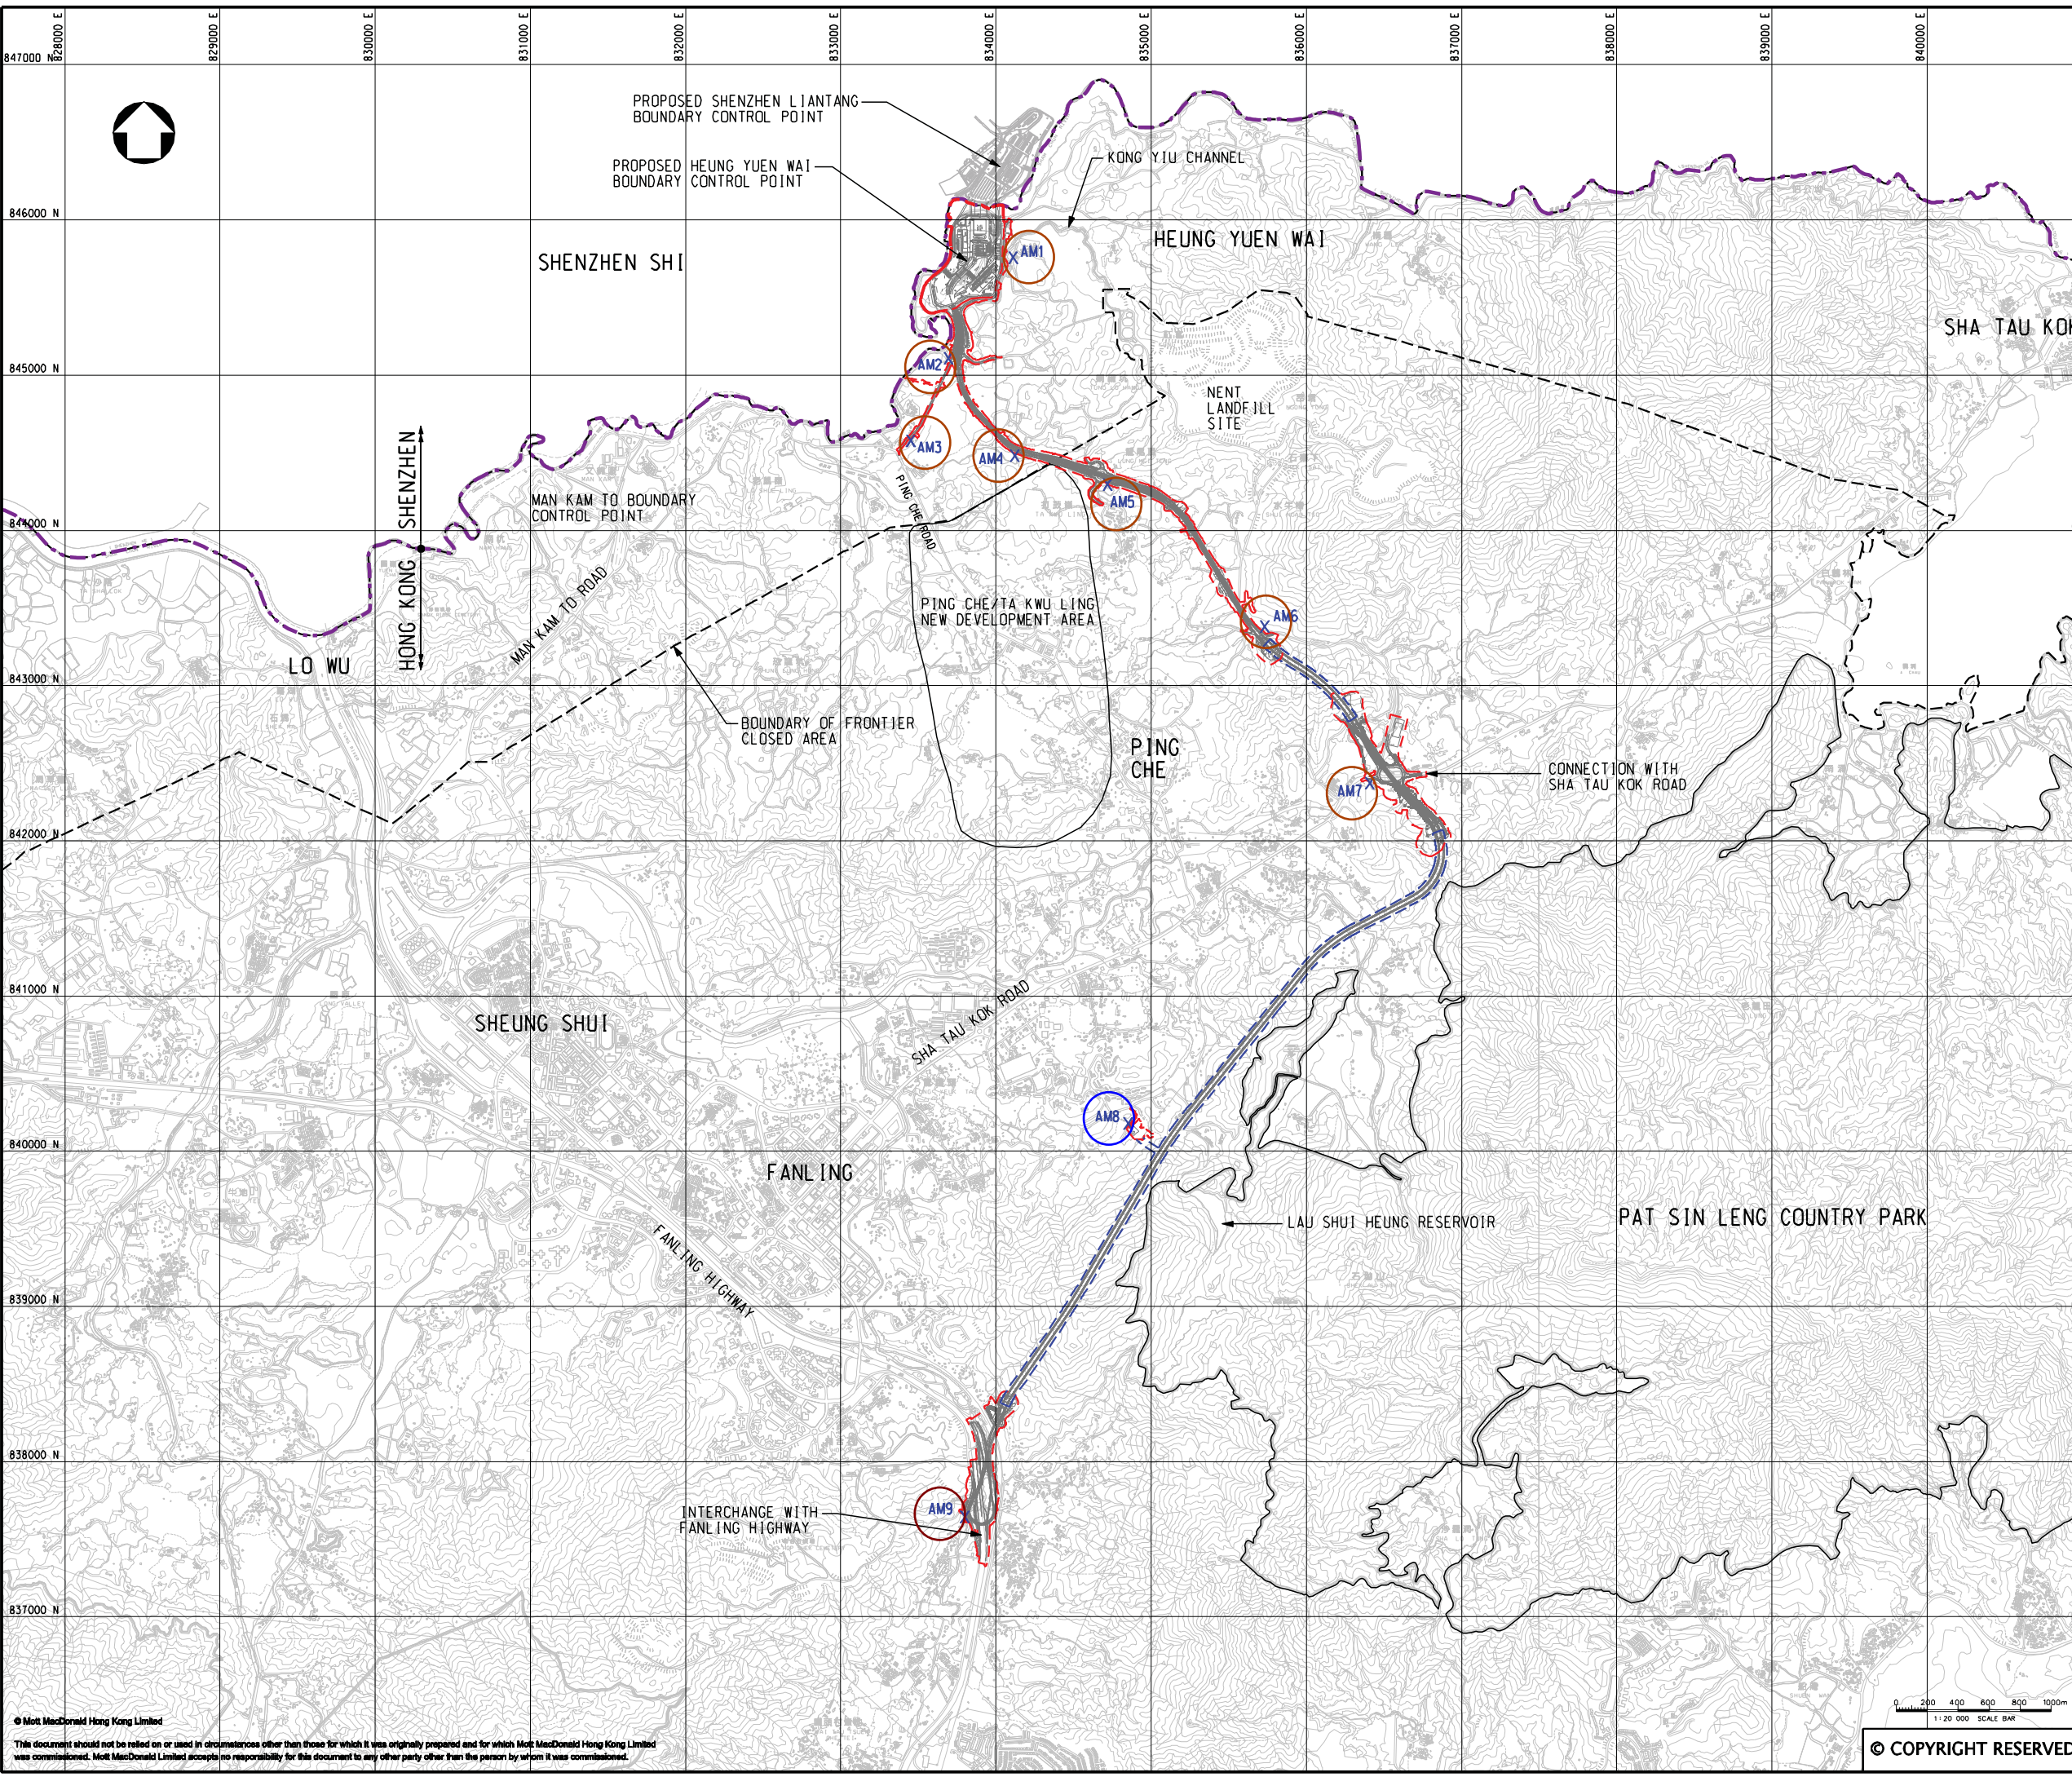 828000 E
829000 E
830000 E
831000 E
832000 E
833000 E
834000 E
835000 E
836000 E
837000 E
838000 E
839000 E
840000 E
847000 N
PROPOSED SHENZHEN LIANTANG
BOUNDARY CONTROL POINT
KONG YIU CHANNEL
PROPOSED HEUNG YUEN WAI
BOUNDARY CONTROL POINT
846000 N
HEUNG YUEN WAI
AM1
SHENZHEN SHI
SHA TAU KOK
845000 N
AM2
NENT
LANDFILL
SITE
AM3
AM4
HONG KONG
SHENZHEN
MAN KAM TO BOUNDARY
CONTROL POINT
PING CHE ROAD
AM5
844000 N
MAN KAM TO ROAD
PING CHE/TA KWU LING
NEW DEVELOPMENT AREA
AM6
LO WU
843000 N
BOUNDARY OF FRONTIER
CLOSED AREA
PING
CHE
CONNECTION WITH
SHA TAU KOK ROAD
AM7
842000 N
841000 N
SHEUNG SHUI
SHA TAU KOK ROAD
AM8
840000 N
FANLING
PAT SIN LENG COUNTRY PARK
LAU SHUI HEUNG RESERVOIR
FANLING HIGHWAY
839000 N
838000 N
AM9
INTERCHANGE WITH
FANLING HIGHWAY
837000 N
0 200 400 600 800 1000m
1:20 000 SCALE BAR
© Mott MacDonald Hong Kong Limited
This document should not be relied on or used in circumstances other than those for which it was originally prepared and for which Mott MacDonald Hong Kong Limited
was commissioned. Mott MacDonald Limited accepts no responsibility for this document to any other party other than the person by whom it was commissioned.
© COPYRIGHT RESERVED